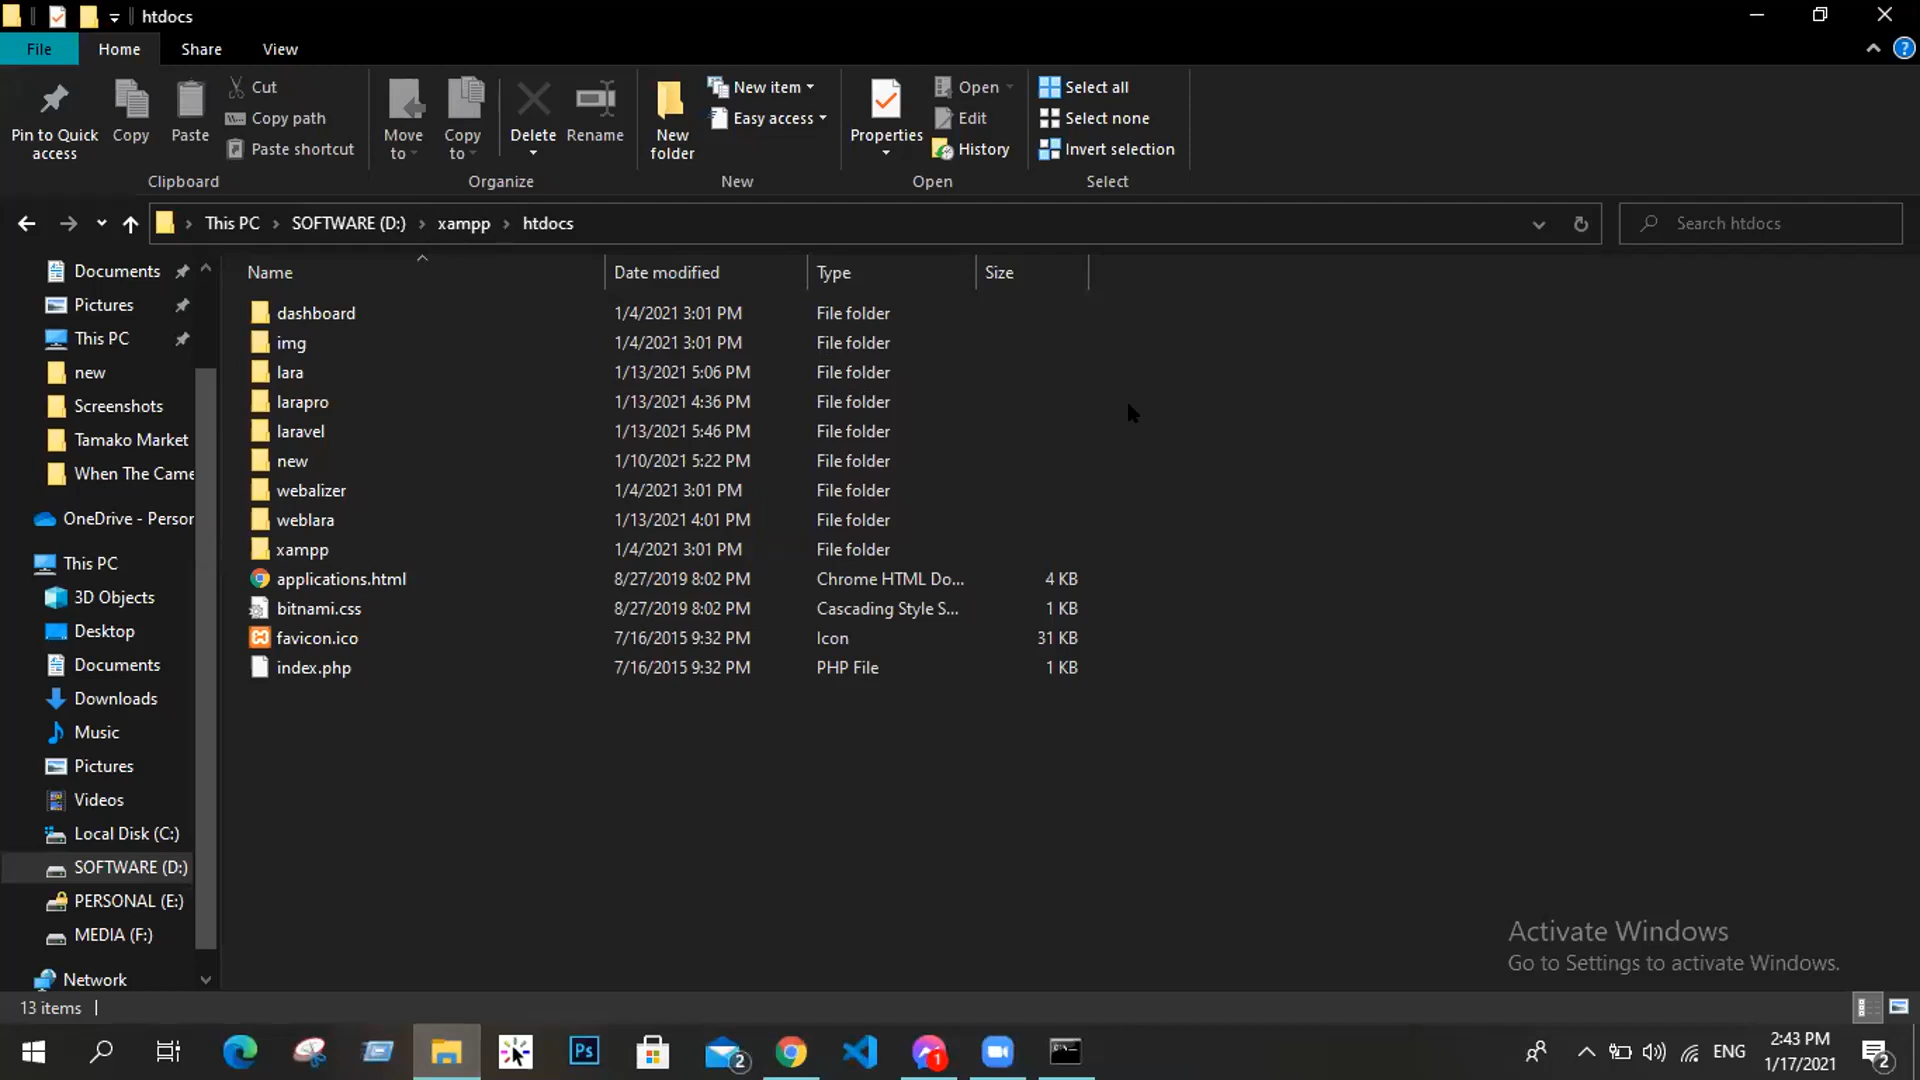 htdocs
File Home Share View
Pin to Quick access
Copy
Paste
Cut
Copy path
Paste shortcut
Clipboard
Move to
Copy to
Delete
Rename
Organize
New folder
New item
Easy access
New
Properties
Open
Edit
History
Open
Select all
Select none
Invert selection
Select
This PC > SOFTWARE (D:) > xampp > htdocs
Search htdocs
Documents
Pictures
This PC
new
Screenshots
Tamako Market
When The Came
OneDrive - Person
This PC
3D Objects
Desktop
Documents
Downloads
Music
Pictures
Videos
Local Disk (C:)
SOFTWARE (D:)
PERSONAL (E:)
MEDIA (F:)
Network
Name Date modified Type Size
dashboard 1/4/2021 3:01 PM File folder
img 1/4/2021 3:01 PM File folder
lara 1/13/2021 5:06 PM File folder
larapro 1/13/2021 4:36 PM File folder
laravel 1/13/2021 5:46 PM File folder
new 1/10/2021 5:22 PM File folder
webalizer 1/4/2021 3:01 PM File folder
weblara 1/13/2021 4:01 PM File folder
xampp 1/4/2021 3:01 PM File folder
applications.html 8/27/2019 8:02 PM Chrome HTML Do... 4 KB
bitnami.css 8/27/2019 8:02 PM Cascading Style S... 1 KB
favicon.ico 7/16/2015 9:32 PM Icon 31 KB
index.php 7/16/2015 9:32 PM PHP File 1 KB
Activate Windows
Go to Settings to activate Windows.
13 items
Ps
2
1
ENG
2:43 PM
1/17/2021
2